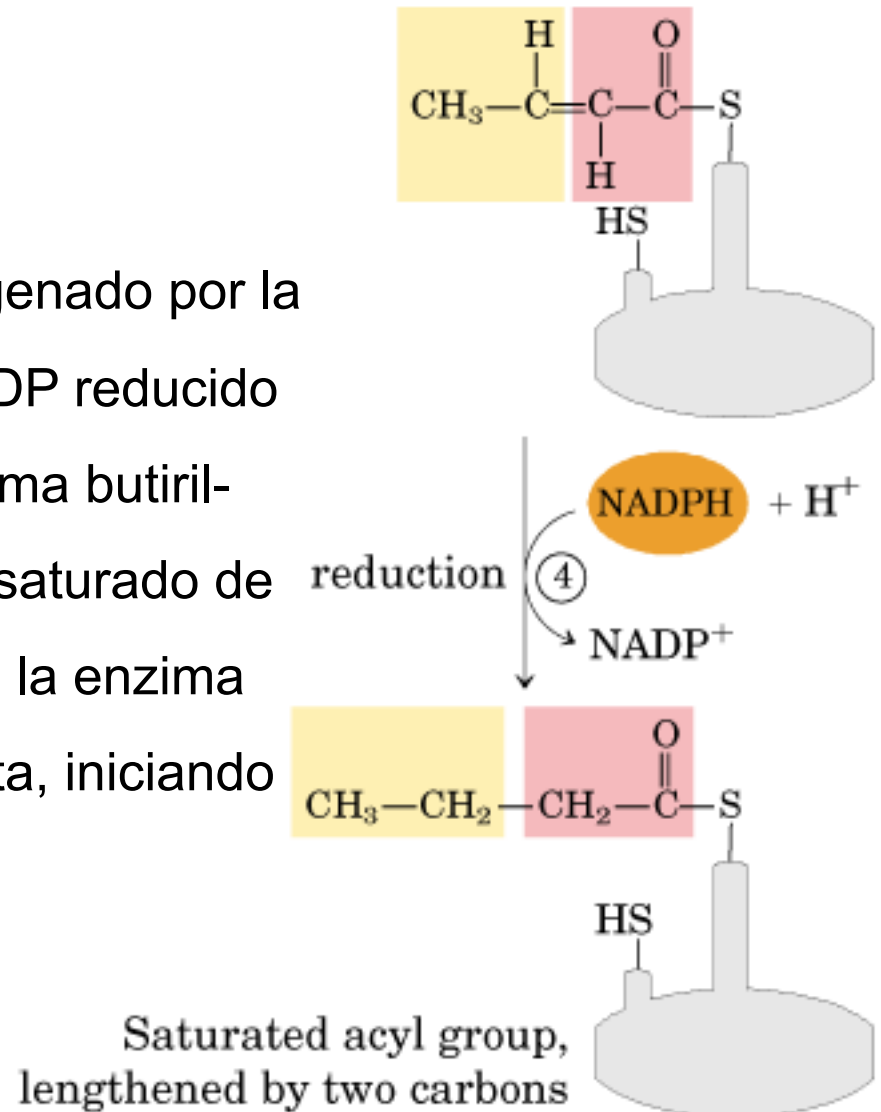 H O
CH₃—C=C—C—S
H
HS
genado por la
DP reducido
ma butiril-
saturado de
la enzima
ta, iniciando
NADPH + H⁺
reduction 4
NADP⁺
O
CH₃—CH₂—CH₂—C—S
HS
Saturated acyl group,
lengthened by two carbons